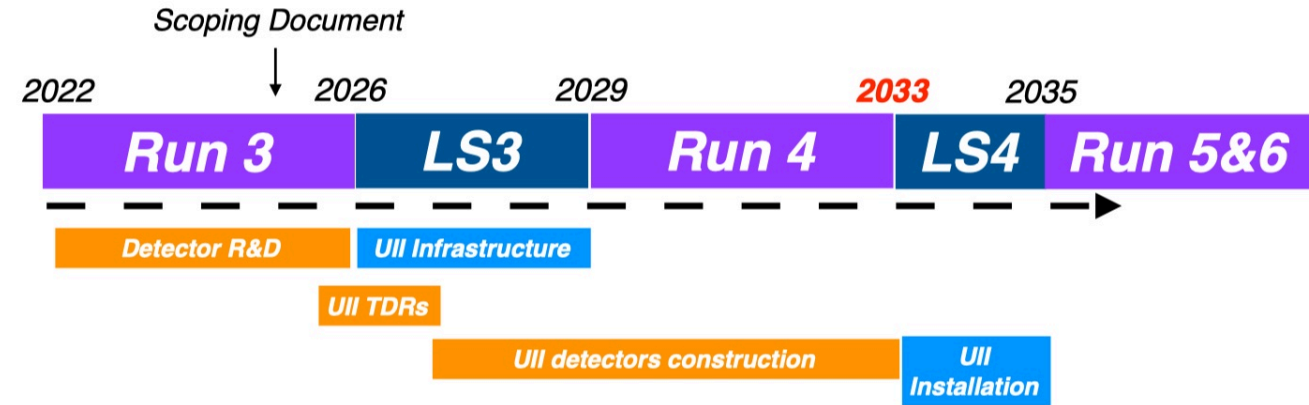 Scoping Document
2022 2026 2029 2033 2035
Run 3 LS3 Run 4 LS4 Run 5&6
Detector R&D UII Infrastructure
UII TDRs
UII detectors construction UII
Installation